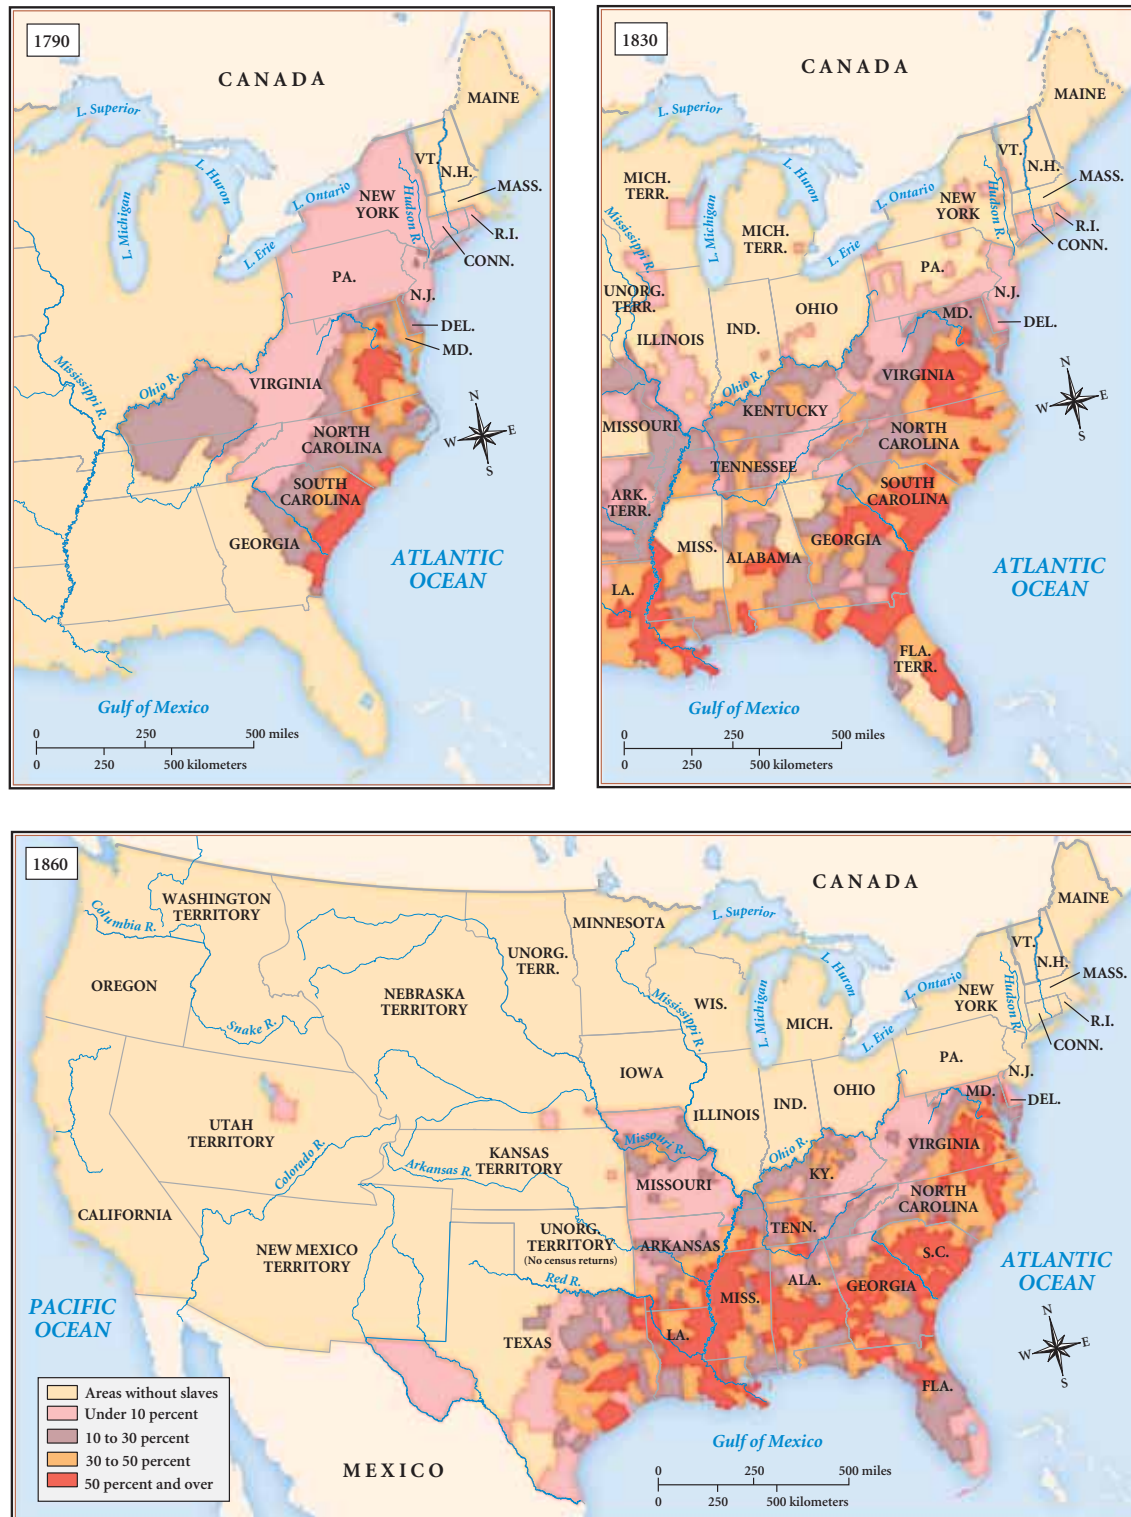 1790
CANADA
L. Superior
MAINE
L. Huron
L. Michigan
L. Ontario
L. Erie
VT.
N.H.
MASS.
NEW
YORK
Hudson R.
R.I.
CONN.
PA.
N.J.
DEL.
MD.
Mississippi R.
Ohio R.
VIRGINIA
NORTH
CAROLINA
SOUTH
CAROLINA
GEORGIA
N
W
E
S
ATLANTIC
OCEAN
Gulf of Mexico
0 250 500 miles
0 250 500 kilometers
1830
CANADA
L. Superior
MAINE
MICH.
TERR.
L. Huron
L. Michigan
L. Ontario
VT.
N.H.
MASS.
NEW
YORK
Hudson R.
R.I.
CONN.
Mississippi R.
MICH.
TERR.
L. Erie
PA.
N.J.
UNORG.
TERR.
ILLINOIS
IND.
OHIO
MD.
DEL.
Ohio R.
VIRGINIA
KENTUCKY
MISSOURI
NORTH
CAROLINA
TENNESSEE
SOUTH
CAROLINA
ARK.
TERR.
MISS.
ALABAMA
GEORGIA
LA.
FLA.
TERR.
N
W
E
S
ATLANTIC
OCEAN
Gulf of Mexico
0 250 500 miles
0 250 500 kilometers
1860
CANADA
WASHINGTON
TERRITORY
Columbia R.
OREGON
Snake R.
UNORG.
TERR.
MINNESOTA
NEBRASKA
TERRITORY
L. Superior
MAINE
L. Huron
L. Michigan
L. Ontario
VT.
N.H.
MASS.
NEW
YORK
Hudson R.
R.I.
CONN.
Mississippi R.
WIS.
MICH.
L. Erie
PA.
N.J.
IOWA
ILLINOIS
IND.
OHIO
MD.
DEL.
UTAH
TERRITORY
Colorado R.
KANSAS
TERRITORY
Arkansas R.
Missouri R.
MISSOURI
Ohio R.
KY.
VIRGINIA
NORTH
CAROLINA
CALIFORNIA
NEW MEXICO
TERRITORY
UNORG.
TERRITORY
(No census returns)
Red R.
ARKANSAS
TENN.
S.C.
MISS.
ALA.
GEORGIA
TEXAS
LA.
FLA.
PACIFIC
OCEAN
ATLANTIC
OCEAN
N
W
E
S
MEXICO
Gulf of Mexico
Areas without slaves
Under 10 percent
10 to 30 percent
30 to 50 percent
50 percent and over
0 250 500 miles
0 250 500 kilometers